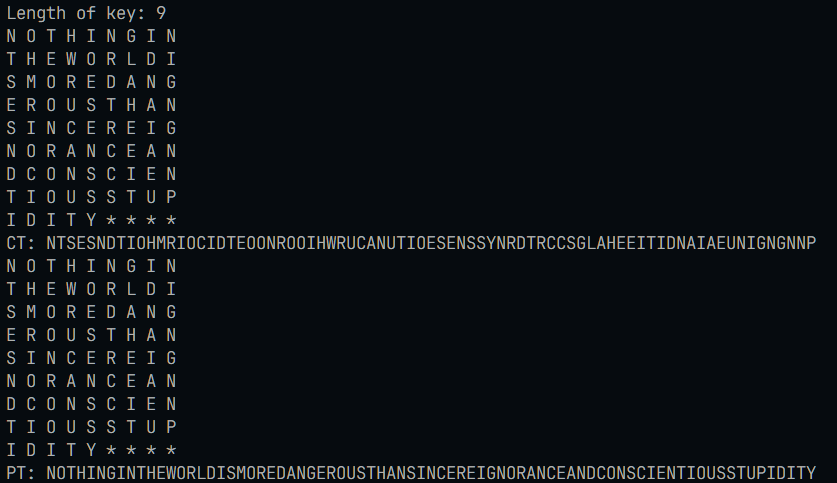 Length of key: 9
N O T H I N G I N
T H E W O R L D I
S M O R E D A N G
E R O U S T H A N
S I N C E R E I G
N O R A N C E A N
D C O N S C I E N
T I O U S S T U P
I D I T Y * * * *
CT: NTSESNDTIOHMRIOCIDTEOONROOIHWRUCANUTIOESENSSYNRDTRCCSGLAHEEITIDNAIAEUNIGNGNNP
N O T H I N G I N
T H E W O R L D I
S M O R E D A N G
E R O U S T H A N
S I N C E R E I G
N O R A N C E A N
D C O N S C I E N
T I O U S S T U P
I D I T Y * * * *
PT: NOTHINGINTHEWORLDISMOREDANGEROUSTHANSINCEREIGNORANCEANDCONSCIENTIOUSSTUPIDITY